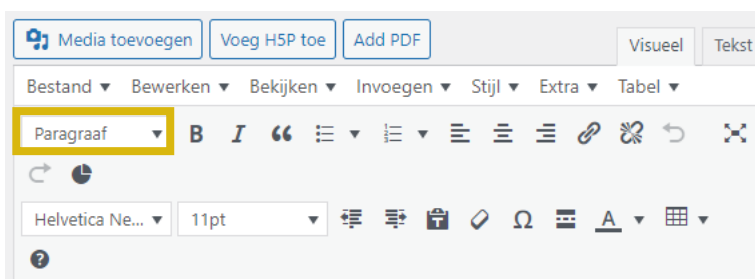 Media toevoegen Voeg H5P toe Add PDF Visueel Tekst
Bestand Bewerken Bekijken Invoegen Stijl Extra Tabel
Paragraaf B I
Helvetica Ne... 11pt Ω A
?